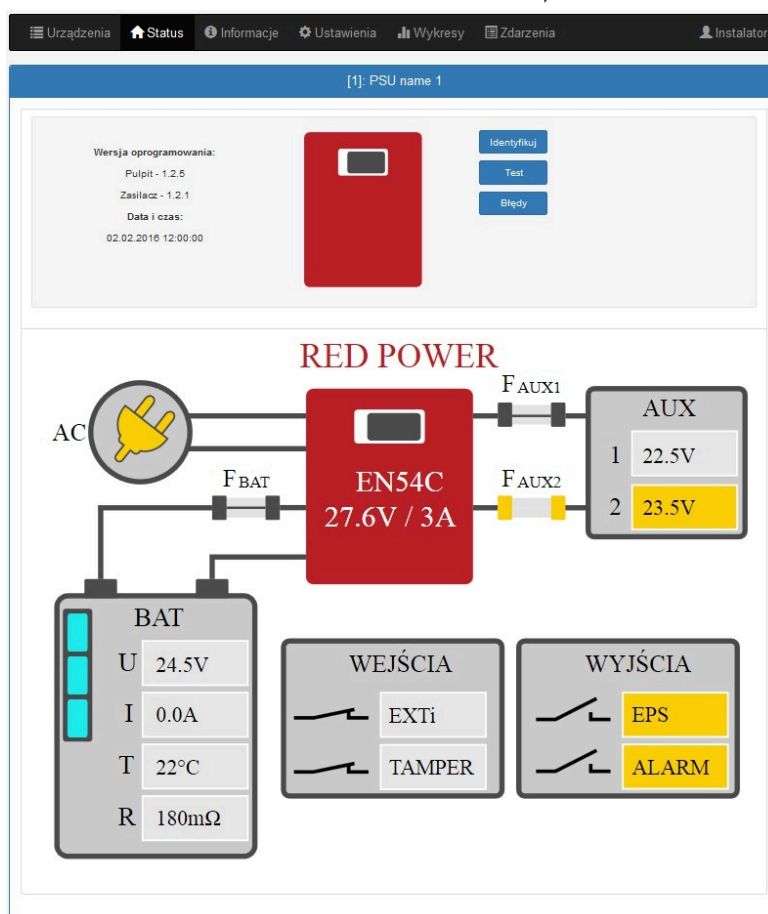 Urządzenia Status Informacje Ustawienia Wykresy Zdarzenia Instalator
[1]: PSU name 1
Wersja oprogramowania:
Pulpit - 1.2.5
Zasilacz - 1.2.1
Data i czas:
02.02.2016 12:00:00
Identyfikuj
Test
Błędy
RED POWER
AC
F AUX1
F BAT
EN54C
27.6V / 3A
F AUX2
AUX
1 22.5V
2 23.5V
BAT
U 24.5V
I 0.0A
T 22°C
R 180mΩ
WEJŚCIA
EXTi
TAMPER
WYJŚCIA
EPS
ALARM